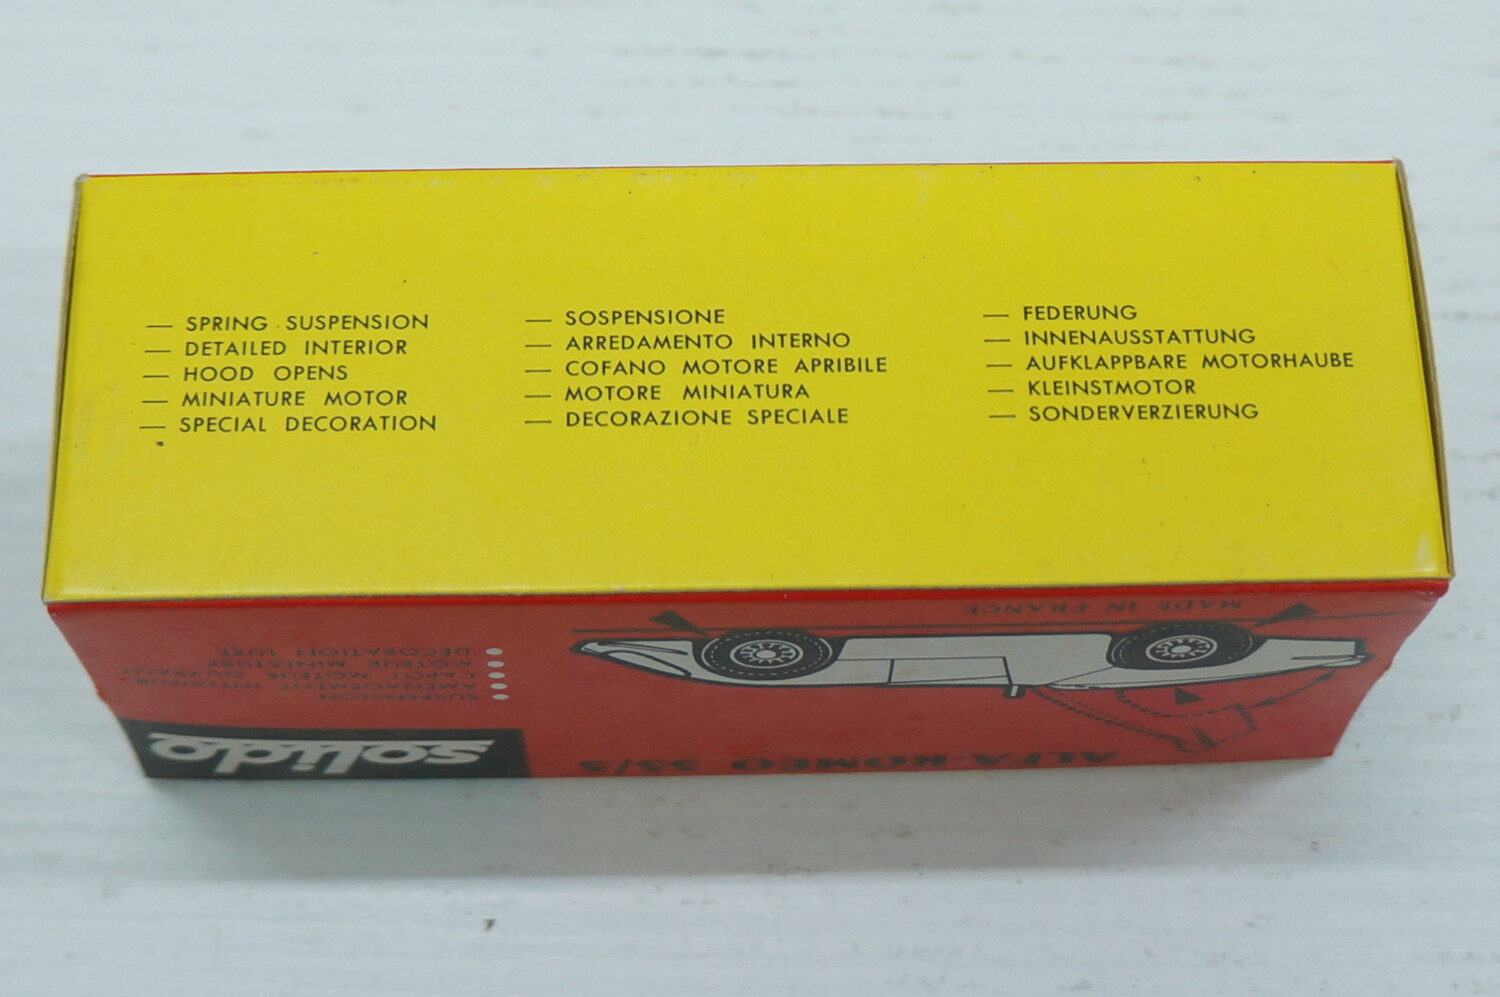 — SPRING SUSPENSION
— DETAILED INTERIOR
— HOOD OPENS
— MINIATURE MOTOR
— SPECIAL DECORATION
— SOSPENSIONE
— ARREDAMENTO INTERNO
— COFANO MOTORE APRIBILE
— MOTORE MINIATURA
— DECORAZIONE SPECIALE
— FEDERUNG
— INNENAUSSTATTUNG
— AUFKLAPPBARE MOTORHAUBE
— KLEINSTMOTOR
— SONDERVERZIERUNG
ALFA-ROMEO 33/3
solido
SUSPENSION
AMENAGEMENT INTERIEUR
CAPOT MOTEUR OUVRANT
MOTEUR MINIATURE
DECORATION LUXE
MADE IN FRANCE